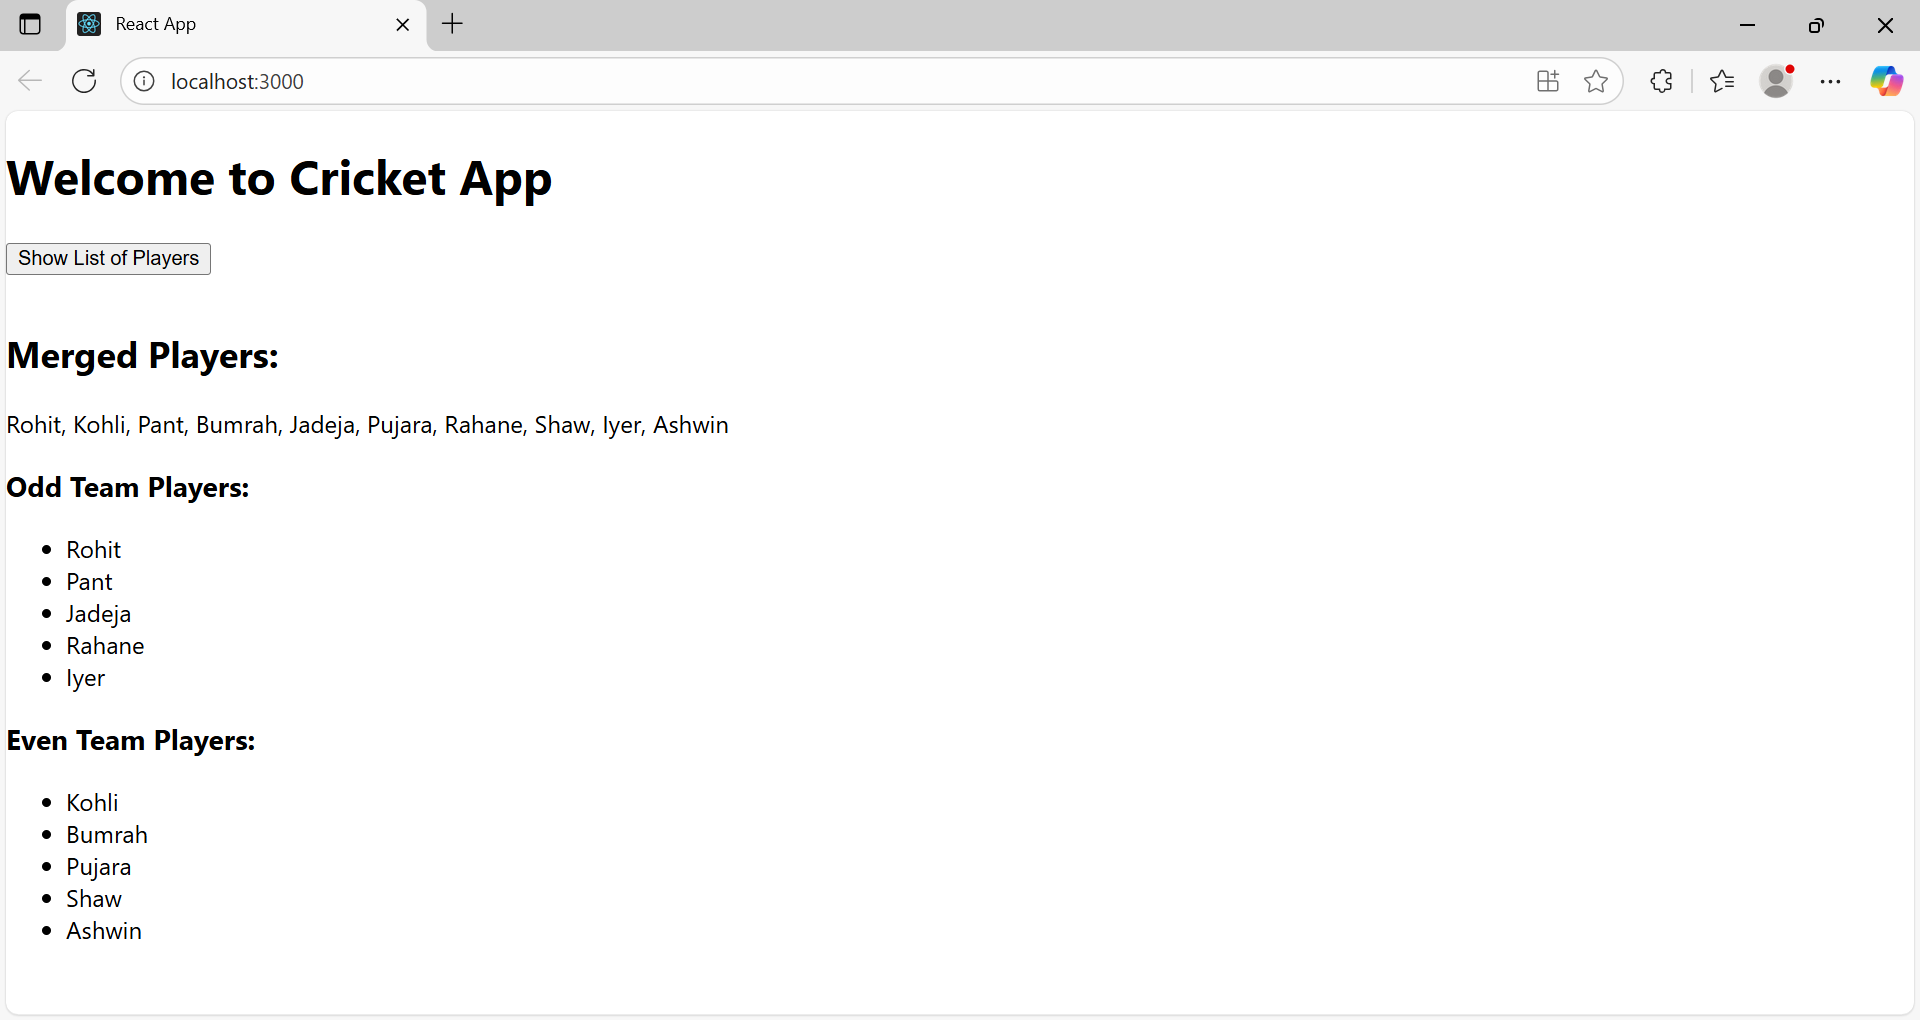 React App
localhost:3000
Welcome to Cricket App
Show List of Players
Merged Players:
Rohit, Kohli, Pant, Bumrah, Jadeja, Pujara, Rahane, Shaw, Iyer, Ashwin
Odd Team Players:
Rohit
Pant
Jadeja
Rahane
Iyer
Even Team Players:
Kohli
Bumrah
Pujara
Shaw
Ashwin